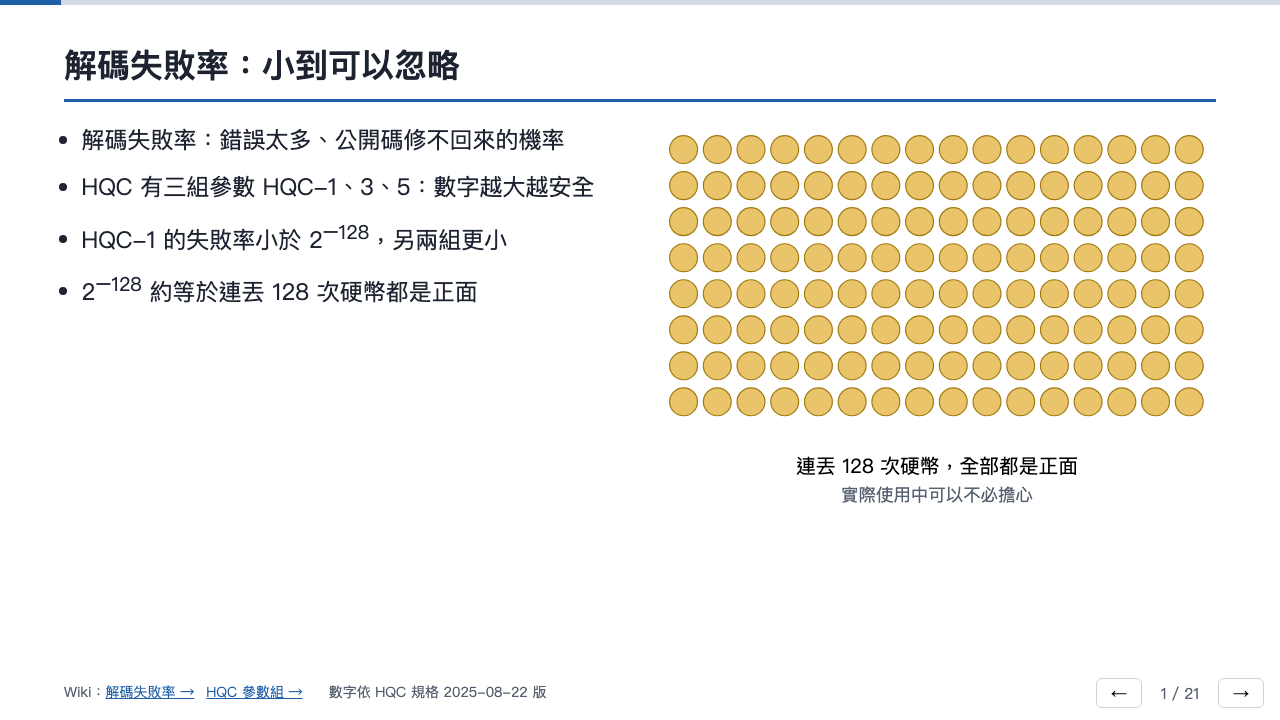 解碼失敗率：小到可以忽略
• 解碼失敗率：錯誤太多、公開碼修不回來的機率
• HQC 有三組參數 HQC–1、3、5：數字越大越安全
• HQC–1 的失敗率小於 2⁻¹²⁸，另兩組更小
• 2⁻¹²⁸ 約等於連丟 128 次硬幣都是正面
連丟 128 次硬幣，全部都是正面
實際使用中可以不必擔心
Wiki：解碼失敗率 → HQC 參數組 → 數字依 HQC 規格 2025–08–22 版
← 1 / 21 →